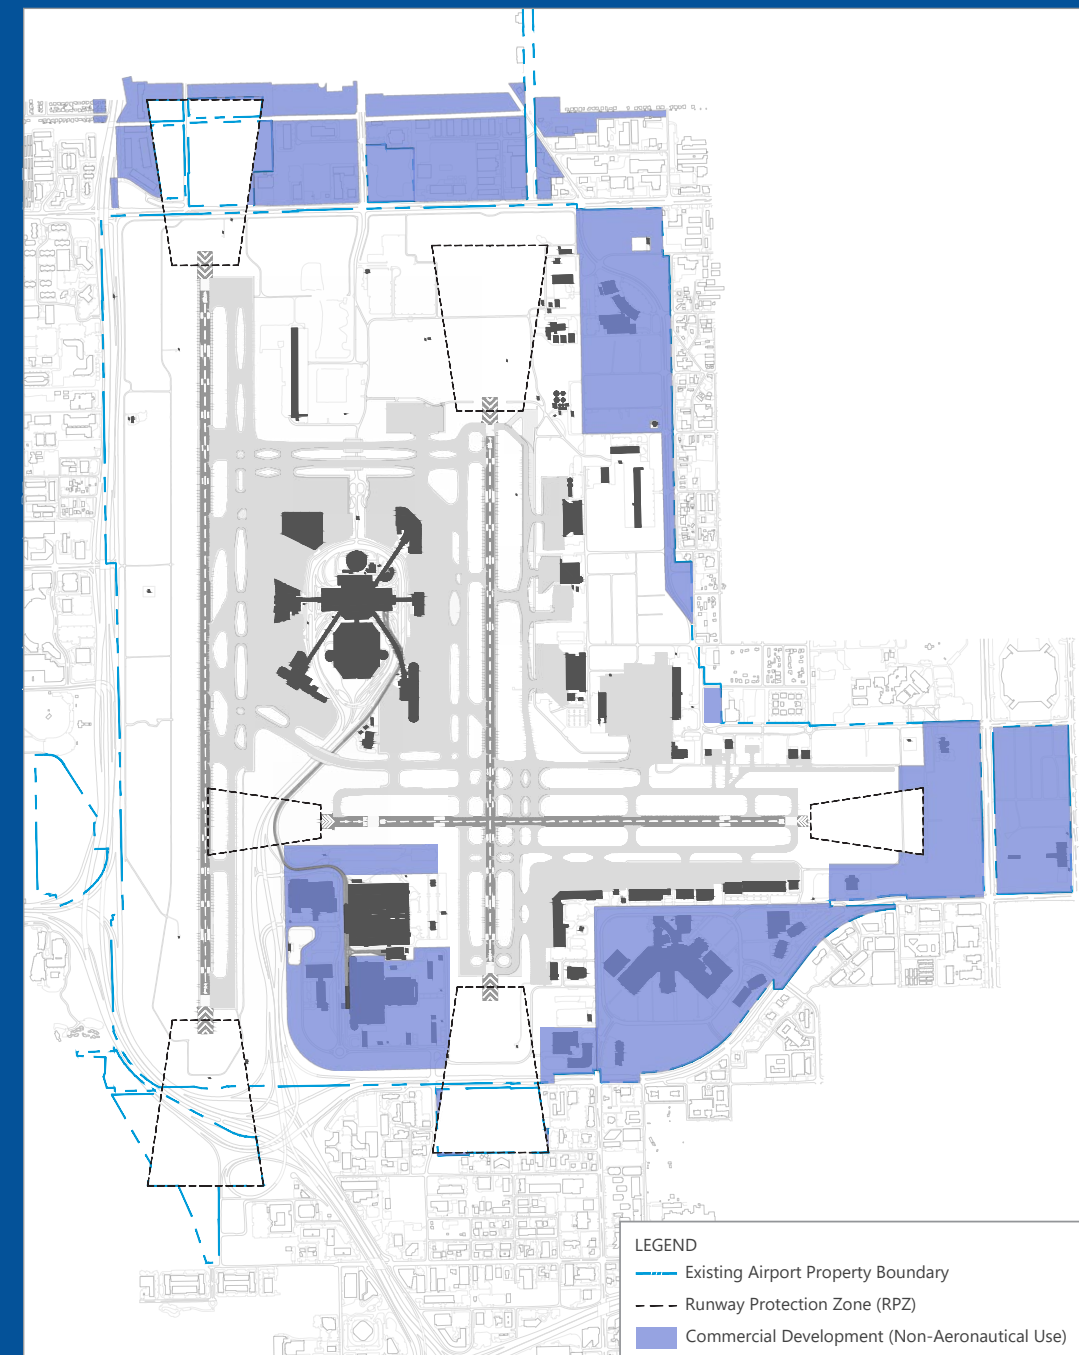 LEGEND
Existing Airport Property Boundary
Runway Protection Zone (RPZ)
Commercial Development (Non-Aeronautical Use)